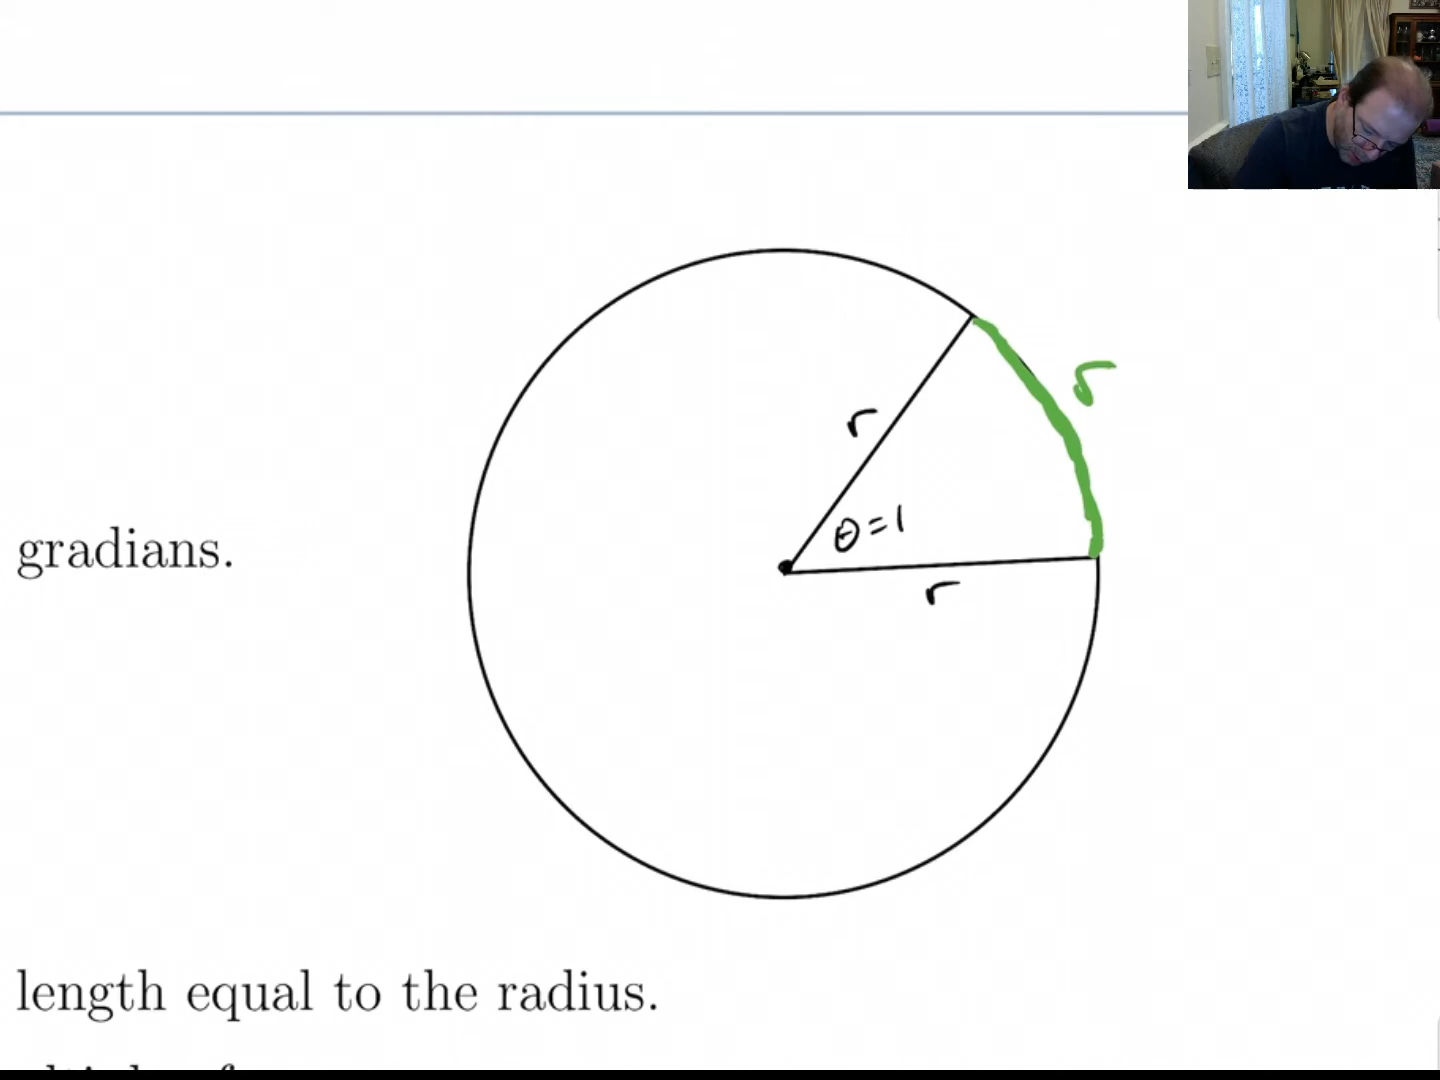 r
r
θ=1
r
gradians.
length equal to the radius.